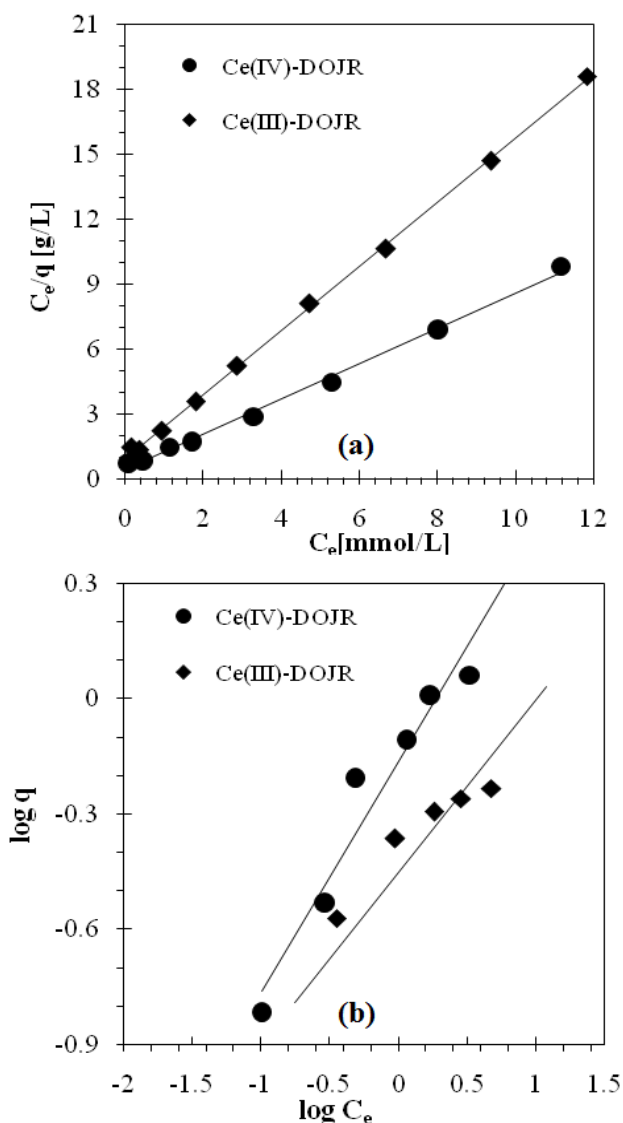 21
18
15
12
9
6
3
0
Ce(IV)-DOJR
Ce(III)-DOJR
Cₑ/q [g/L]
(a)
0 2 4 6 8 10 12
Cₑ[mmol/L]
0.3
0
-0.3
-0.6
-0.9
Ce(IV)-DOJR
Ce(III)-DOJR
log q
(b)
-2 -1.5 -1 -0.5 0 0.5 1 1.5
log Cₑ